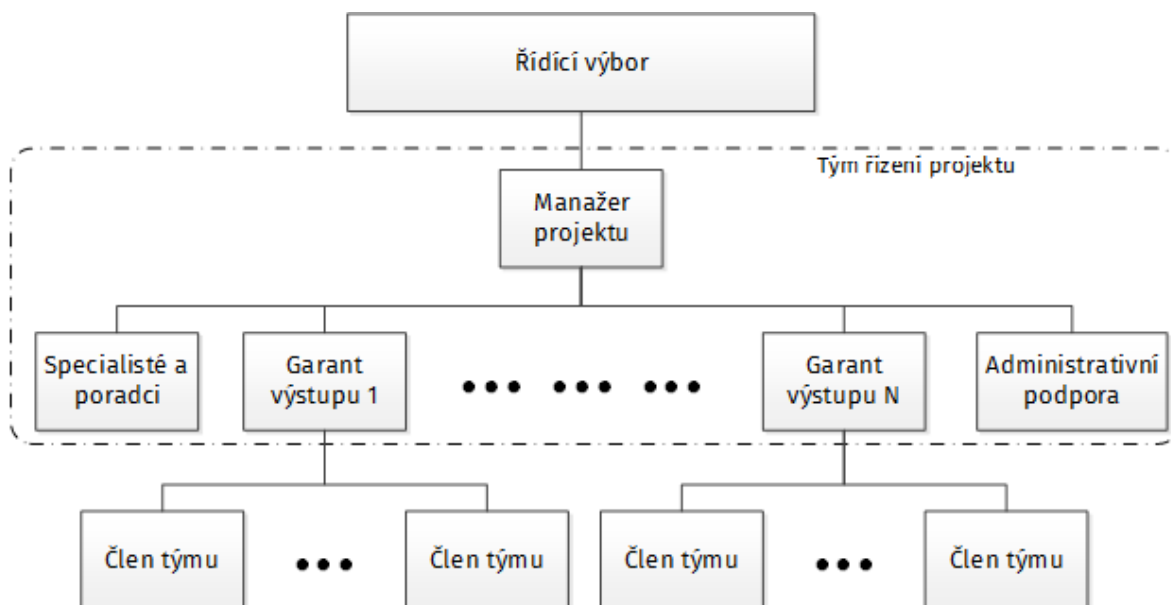 Řídící výbor
Tým řízení projektu
Manažer
projektu
Specialisté a
poradci
Garant
výstupu 1
Garant
výstupu N
Administrativní
podpora
Člen týmu
Člen týmu
Člen týmu
Člen týmu